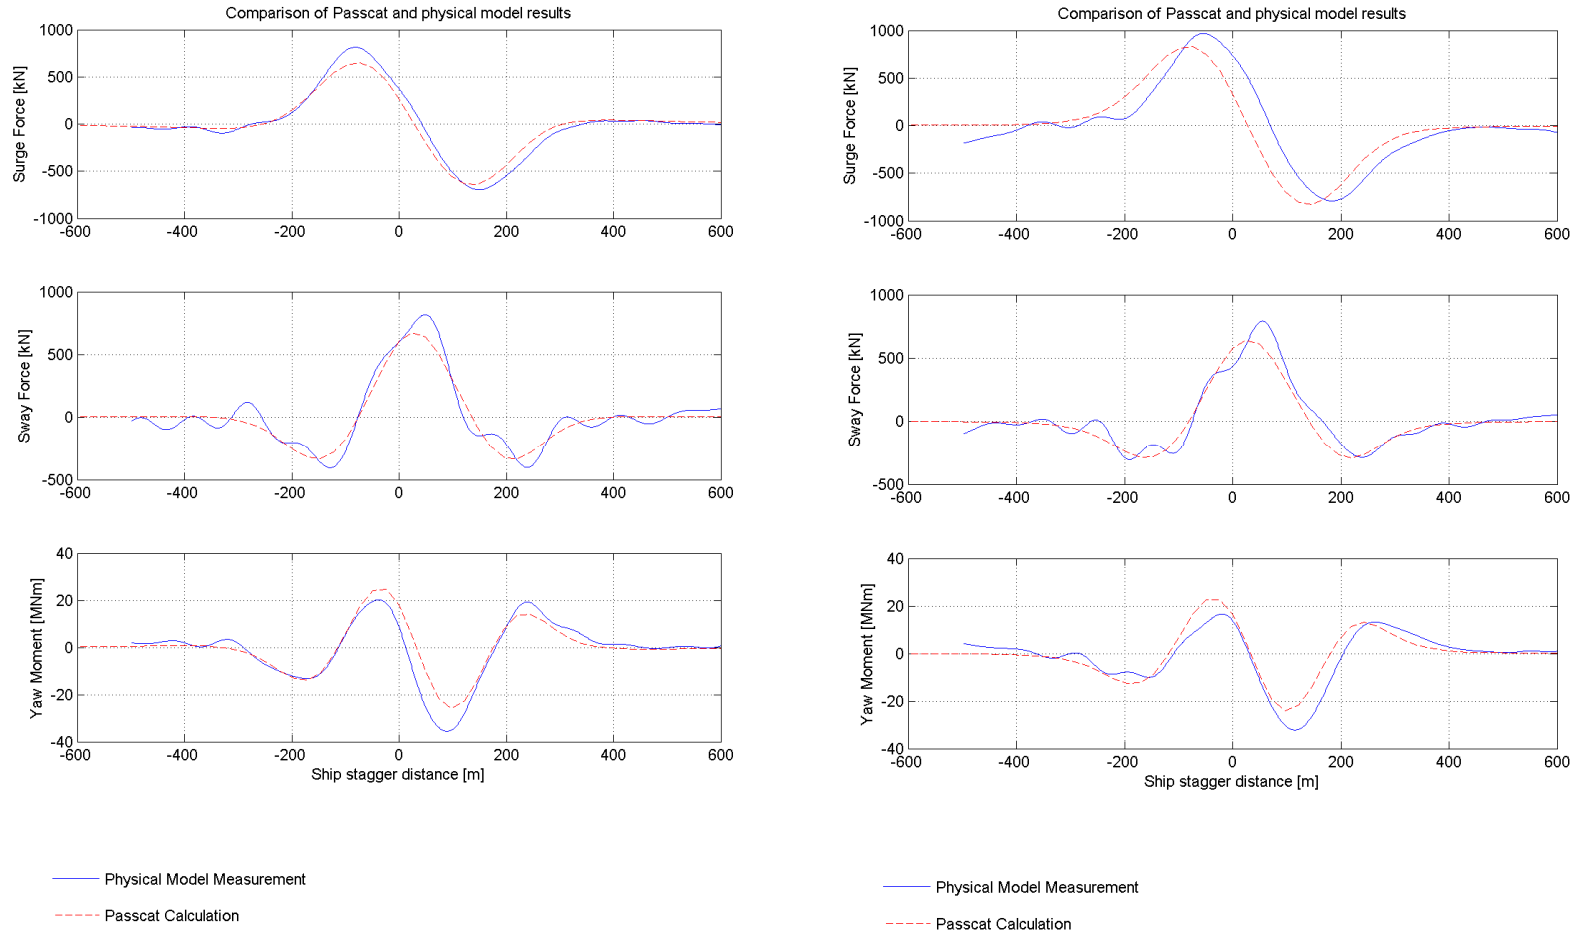 Comparison of Passcat and physical model results
1000
500
0
-500
-1000
Surge Force [kN]
-600 -400 -200 0 200 400 600
1000
500
0
-500
Sway Force [kN]
-600 -400 -200 0 200 400 600
40
20
0
-20
-40
Yaw Moment [MNm]
-600 -400 -200 0 200 400 600
Ship stagger distance [m]
Physical Model Measurement
Passcat Calculation
Comparison of Passcat and physical model results
1000
500
0
-500
-1000
Surge Force [kN]
-600 -400 -200 0 200 400 600
1000
500
0
-500
Sway Force [kN]
-600 -400 -200 0 200 400 600
40
20
0
-20
-40
Yaw Moment [MNm]
-600 -400 -200 0 200 400 600
Ship stagger distance [m]
Physical Model Measurement
Passcat Calculation